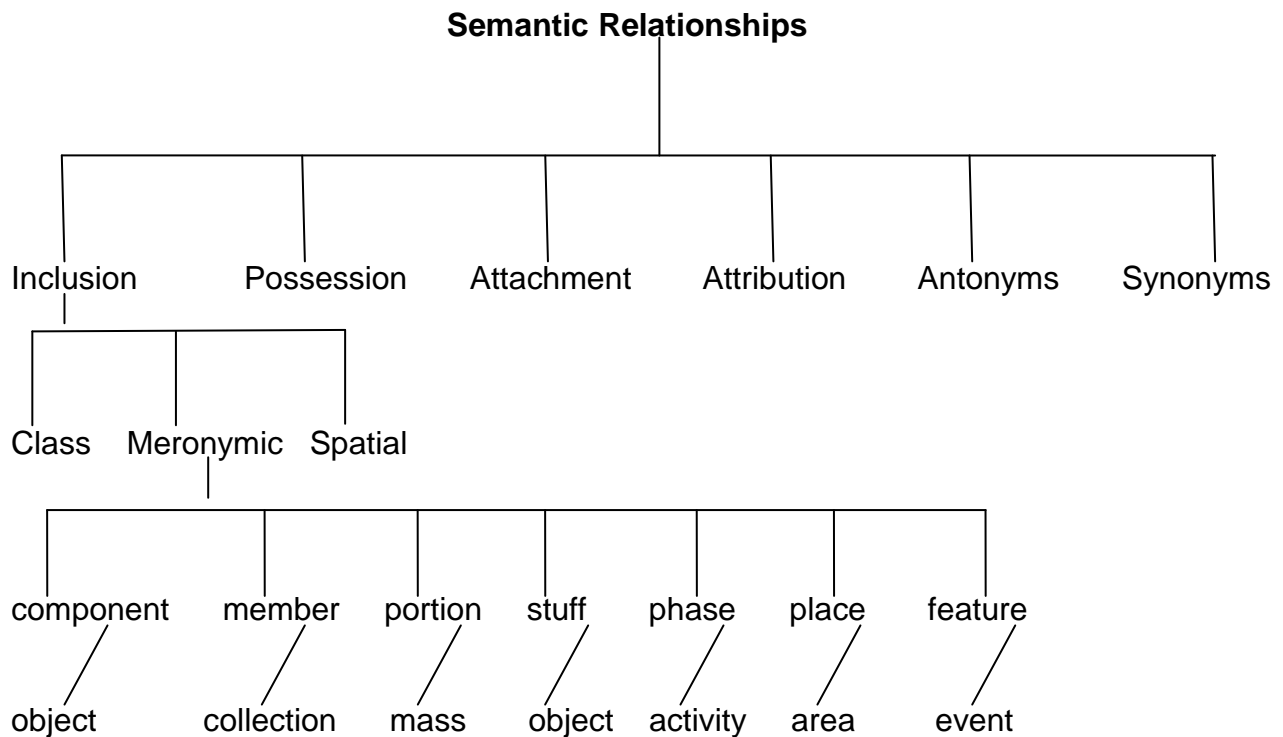 Semantic Relationships
Inclusion Possession Attachment Attribution Antonyms Synonyms
Class Meronymic Spatial
component member portion stuff phase place feature
object collection mass object activity area event